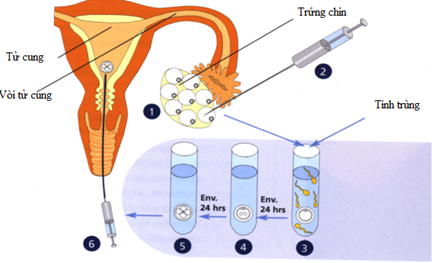 Trứng chín
Tử cung
Vòi tử cung
1
2
Tinh trùng
Env.
24 hrs
Env.
24 hrs
6
5
4
3